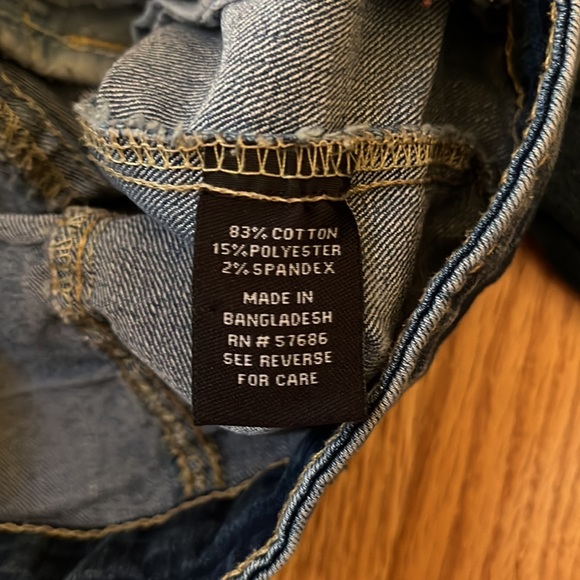 83% COTTON
15% POLYESTER
2% SPANDEX
MADE IN
BANGLADESH
RN # 57686
SEE REVERSE
FOR CARE